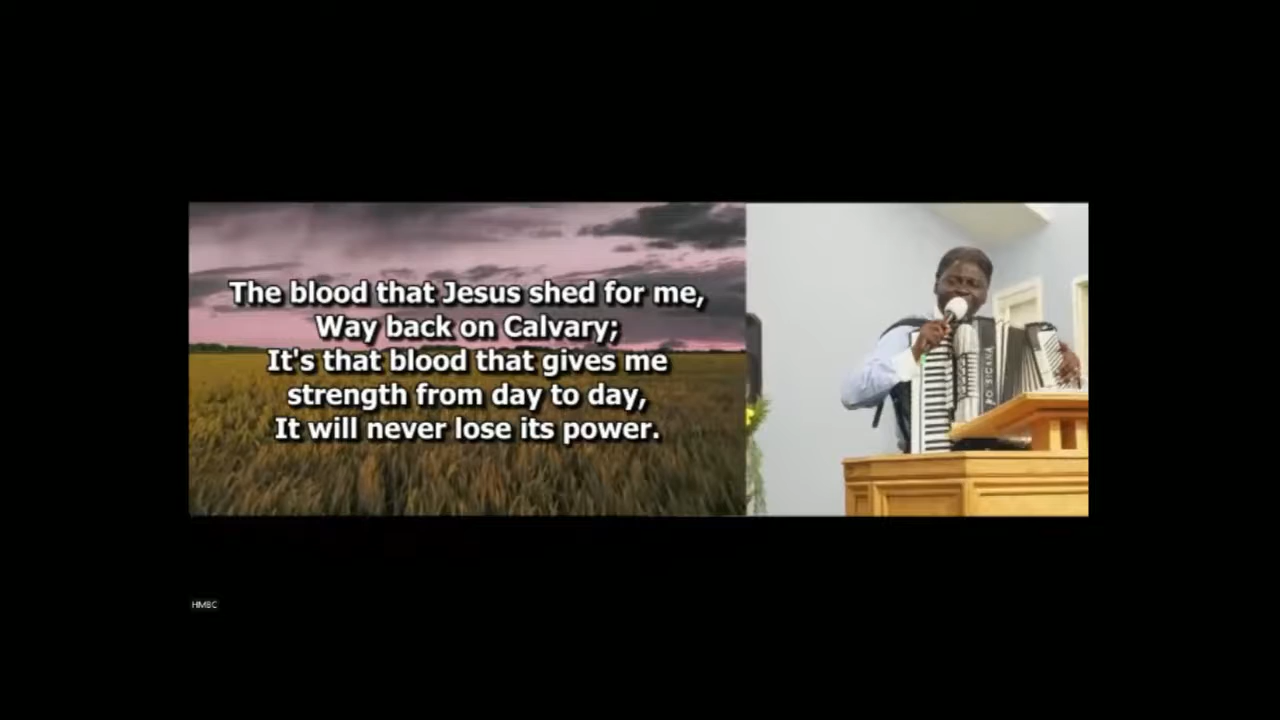 The blood that Jesus shed for me,
Way back on Calvary;
It's that blood that gives me
strength from day to day,
It will never lose its power.
HMBC